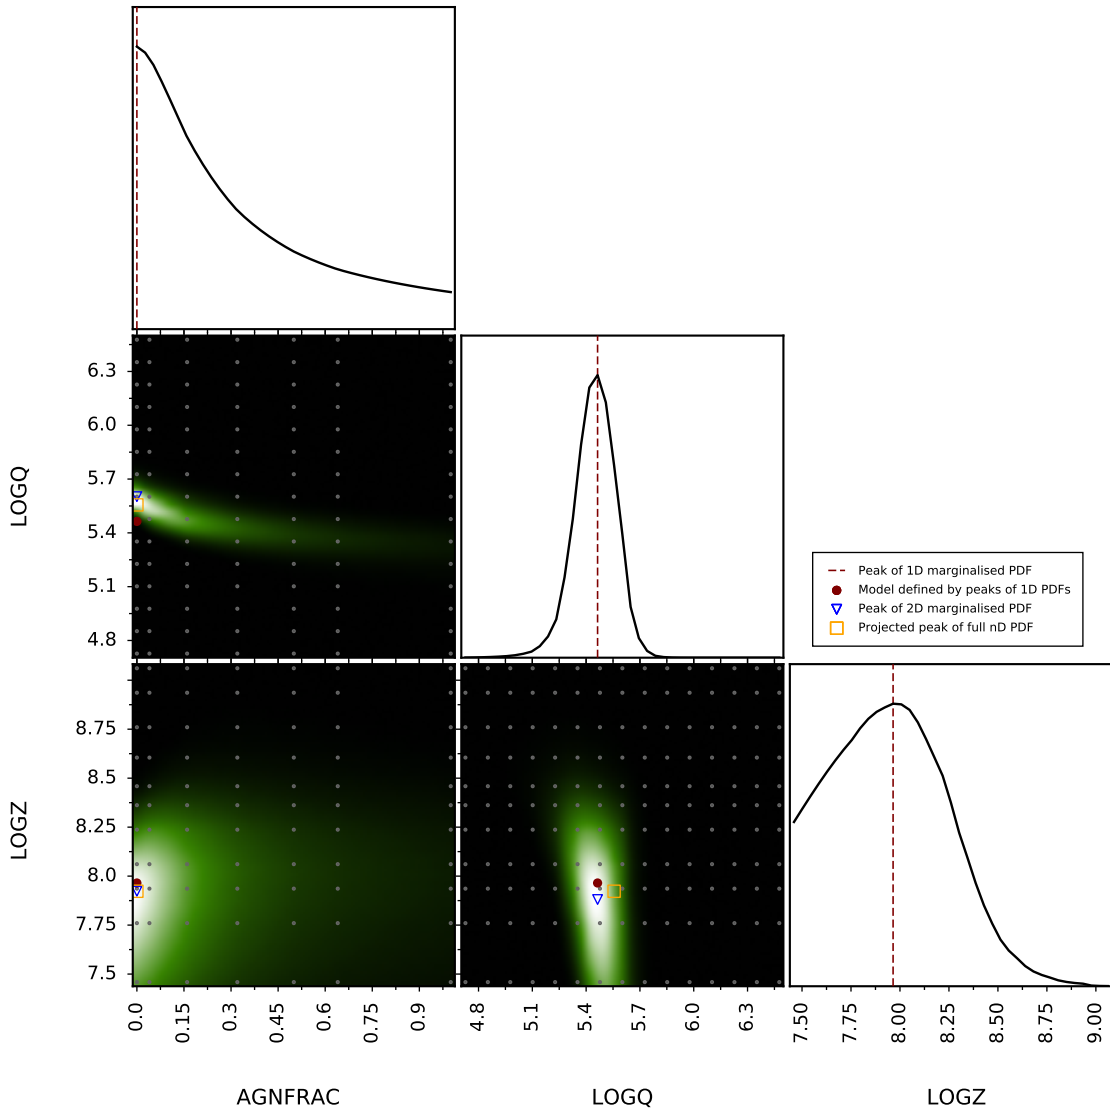 LOGQ
6.3
6.0
5.7
5.4
5.1
4.8
Peak of 1D marginalised PDF
Model defined by peaks of 1D PDFs
Peak of 2D marginalised PDF
Projected peak of full nD PDF
LOGZ
8.75
8.5
8.25
8.0
7.75
7.5
0.0 0.15 0.3 0.45 0.6 0.75 0.9
4.8 5.1 5.4 5.7 6.0 6.3
7.50 7.75 8.00 8.25 8.50 8.75 9.00
AGNFRAC LOGQ LOGZ